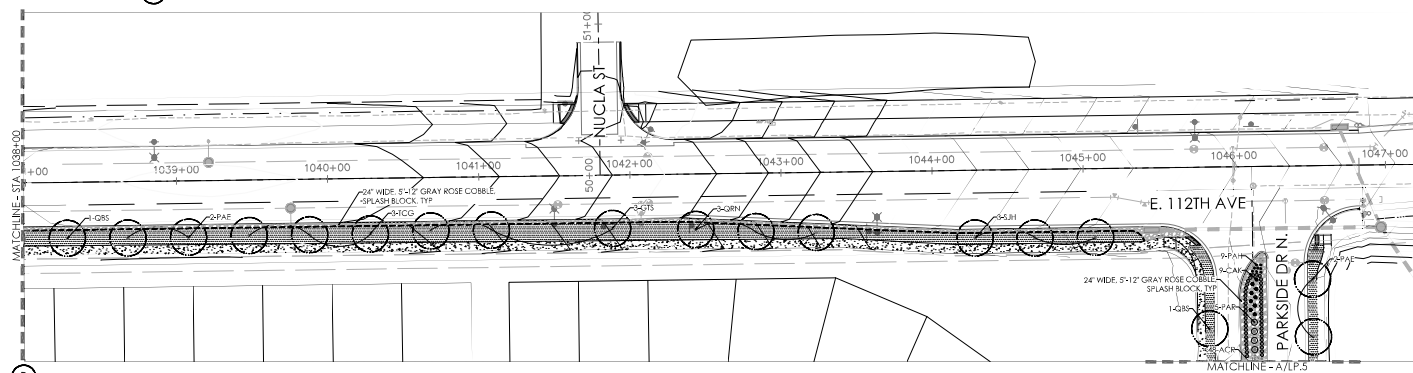 51+00
NUCLA ST
50+00
MATCHLINE - STA 1038+00
+00
1039+00
1040+00
1041+00
1042+00
1043+00
1044+00
1045+00
1046+00
1047+00
24" WIDE, 5"-12" GRAY ROSE COBBLE,
SPLASH BLOCK, TYP
1-QBS
2-PAE
3-TCG
3-GTS
3-QRN
3-SJH
E. 112TH AVE
9-PAH
9-CAK
24" WIDE, 5"-12" GRAY ROSE COBBLE,
SPLASH BLOCK, TYP
5-PAR
1-QBS
2-PAE
PARKSIDE DR N.
MATCHLINE - A/LP.5